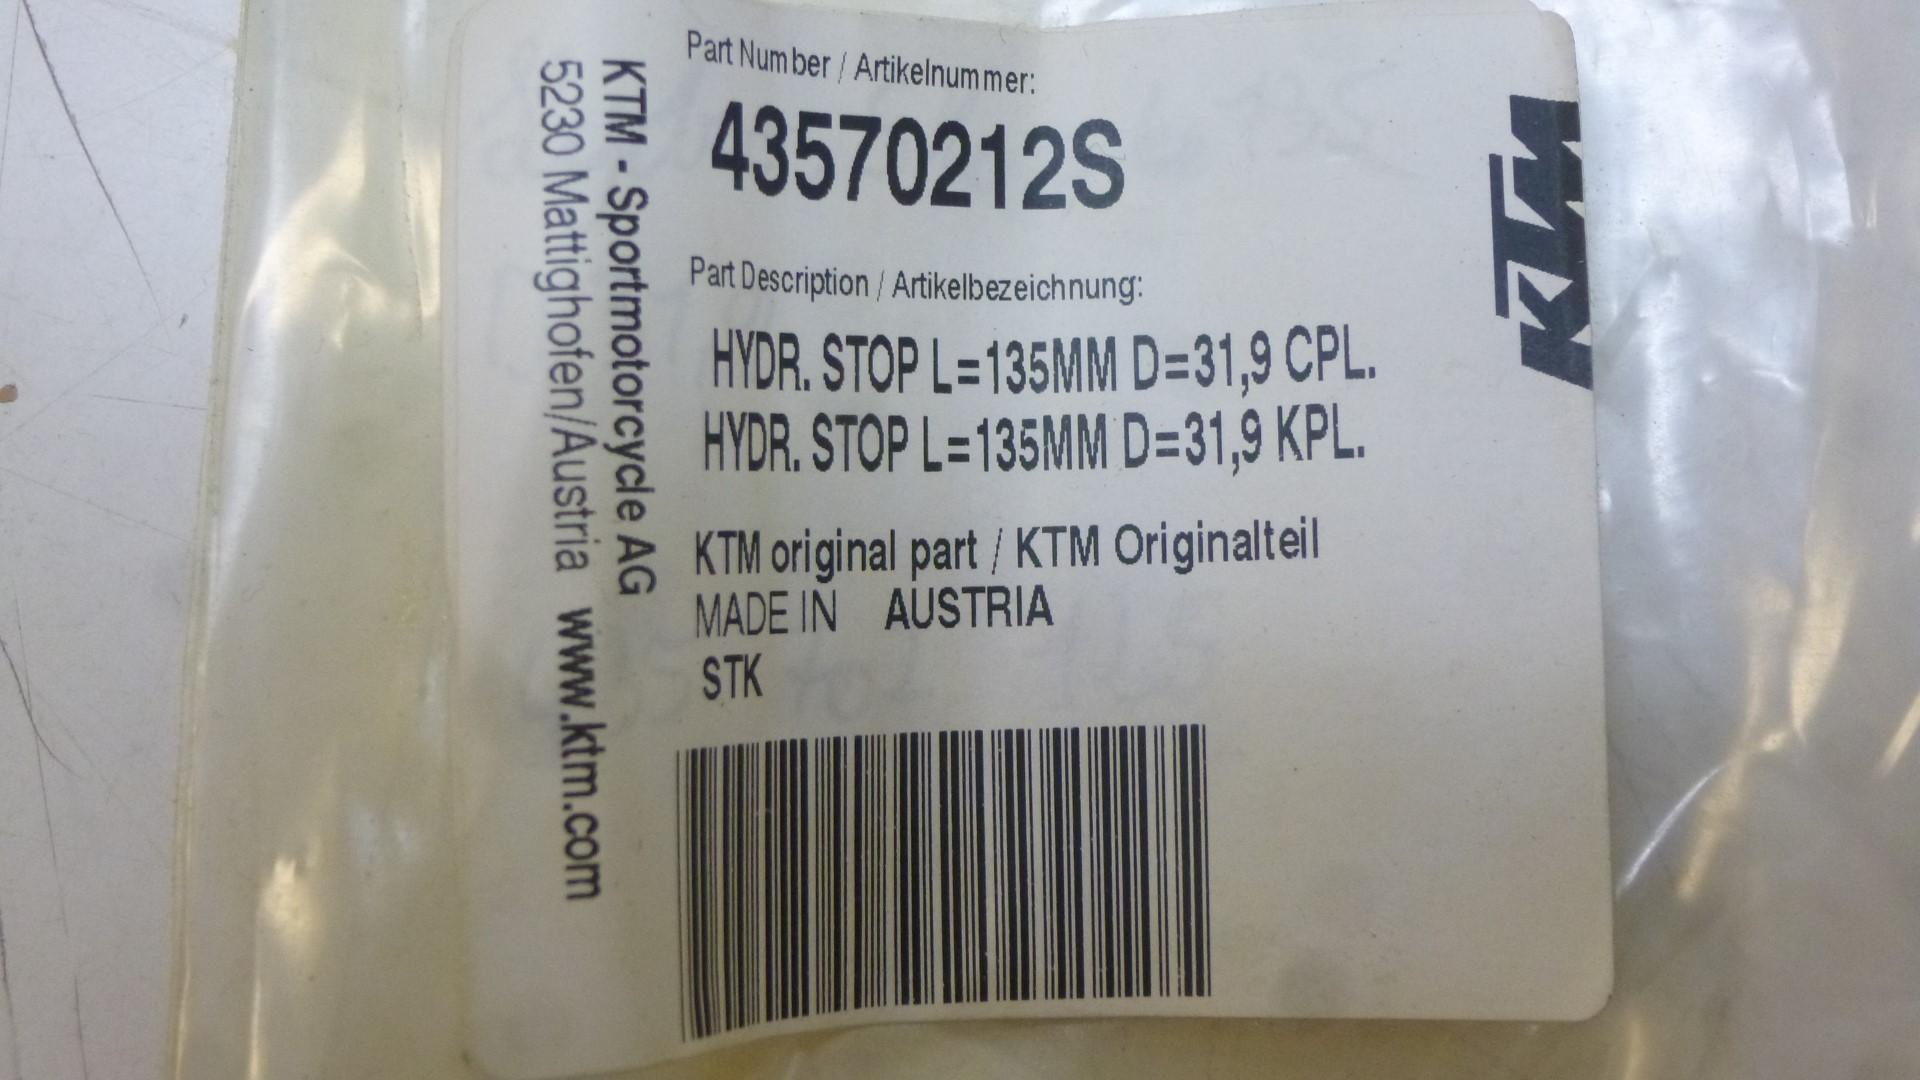 Part Number / Artikelnummer:
43570212S
Part Description / Artikelbezeichnung:
HYDR. STOP L=135MM D=31,9 CPL.
HYDR. STOP L=135MM D=31,9 KPL.
KTM original part / KTM Originalteil
MADE IN AUSTRIA
STK
KTM - Sportmotorcycle AG
5230 Mattighofen/Austria www.ktm.com
KTM